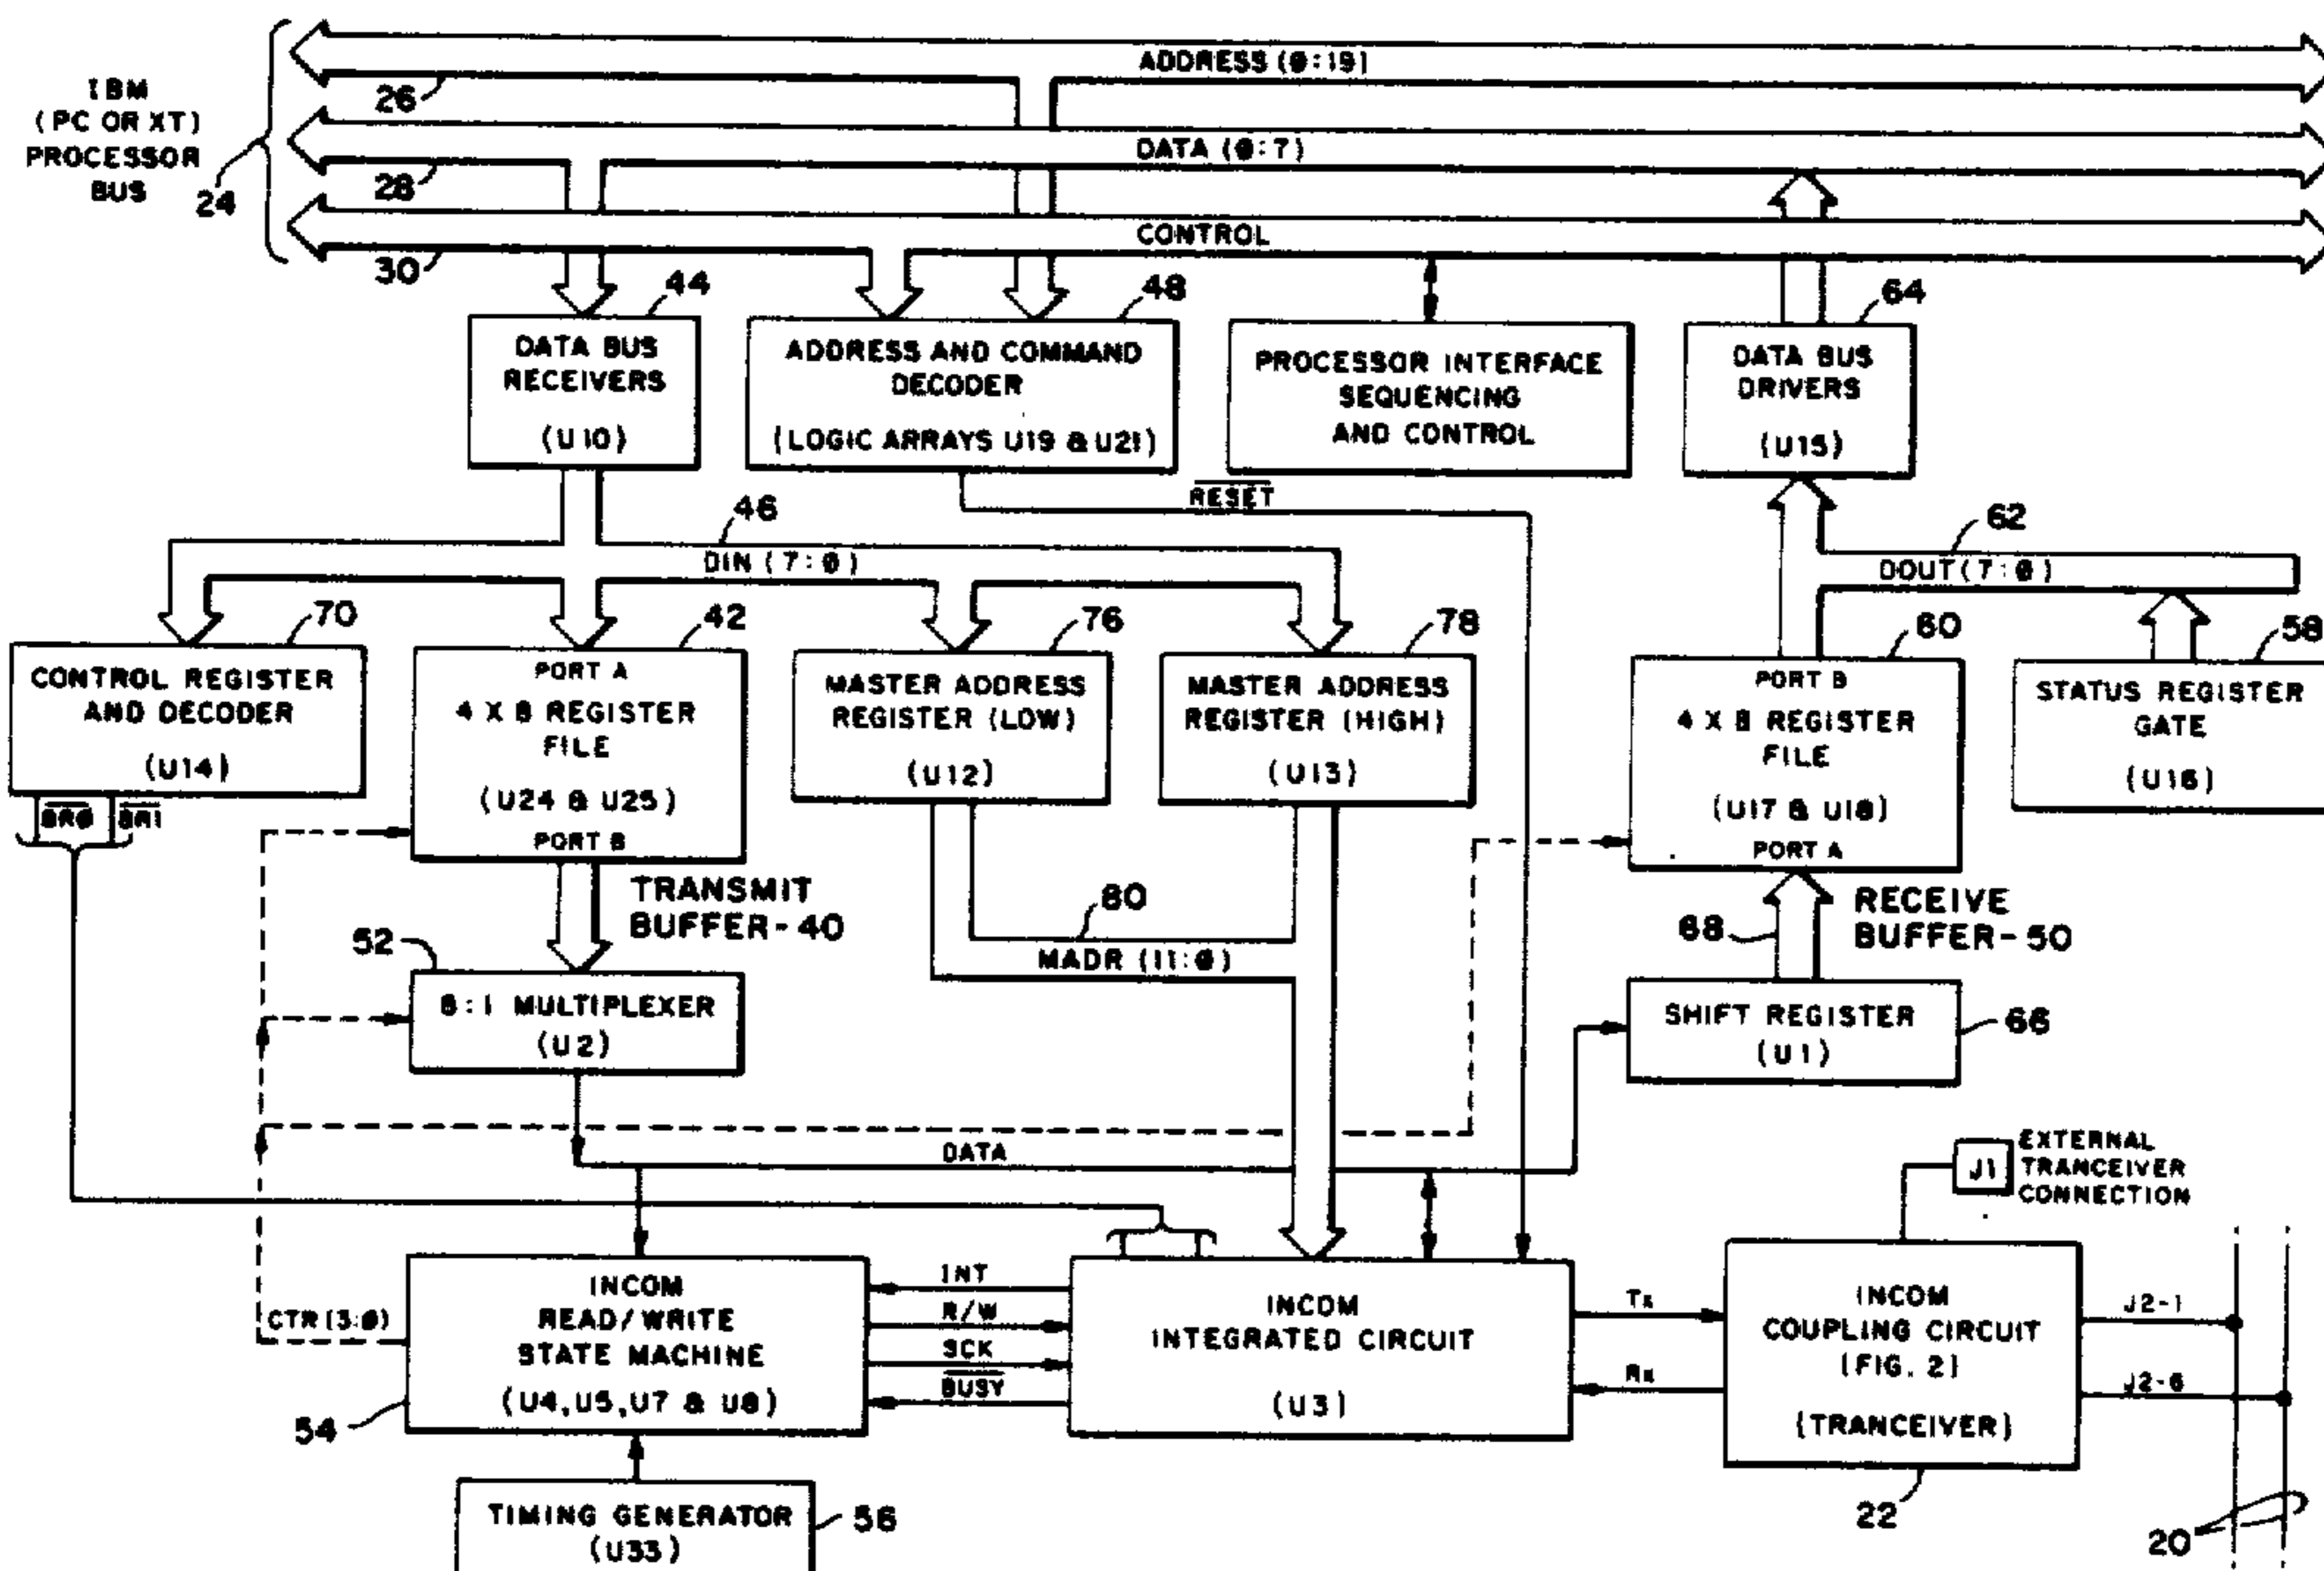 ADDRESS (0:19)
IBM
(PC OR XT)
PROCESSOR
BUS
24
26
DATA (0:7)
28
CONTROL
30
44
48
64
DATA BUS
RECEIVERS
(U10)
ADDRESS AND COMMAND
DECODER
(LOGIC ARRAYS U19 & U21)
PROCESSOR INTERFACE
SEQUENCING
AND CONTROL
DATA BUS
DRIVERS
(U15)
RESET
46
62
DIN (7:0)
DOUT (7:0)
70
42
76
78
60
58
CONTROL REGISTER
AND DECODER
(U14)
PORT A
4 X 8 REGISTER
FILE
(U24 & U25)
PORT B
MASTER ADDRESS
REGISTER (LOW)
(U12)
MASTER ADDRESS
REGISTER (HIGH)
(U13)
PORT B
4 X 8 REGISTER
FILE
(U17 & U18)
PORT A
STATUS REGISTER
GATE
(U16)
BR0 BR1
TRANSMIT
BUFFER-40
80
RECEIVE
BUFFER-50
68
52
MADR (11:0)
8:1 MULTIPLEXER
(U2)
SHIFT REGISTER
(U1)
66
DATA
J1
EXTERNAL
TRANCEIVER
CONNECTION
CTR (3:0)
INCOM
READ/WRITE
STATE MACHINE
(U4,U5,U7 & U8)
54
INT
R/W
SCK
BUSY
INCOM
INTEGRATED CIRCUIT
(U3)
Tx
Rx
INCOM
COUPLING CIRCUIT
(FIG. 2)
(TRANCEIVER)
J2-1
J2-6
22
20
TIMING GENERATOR
(U33)
56